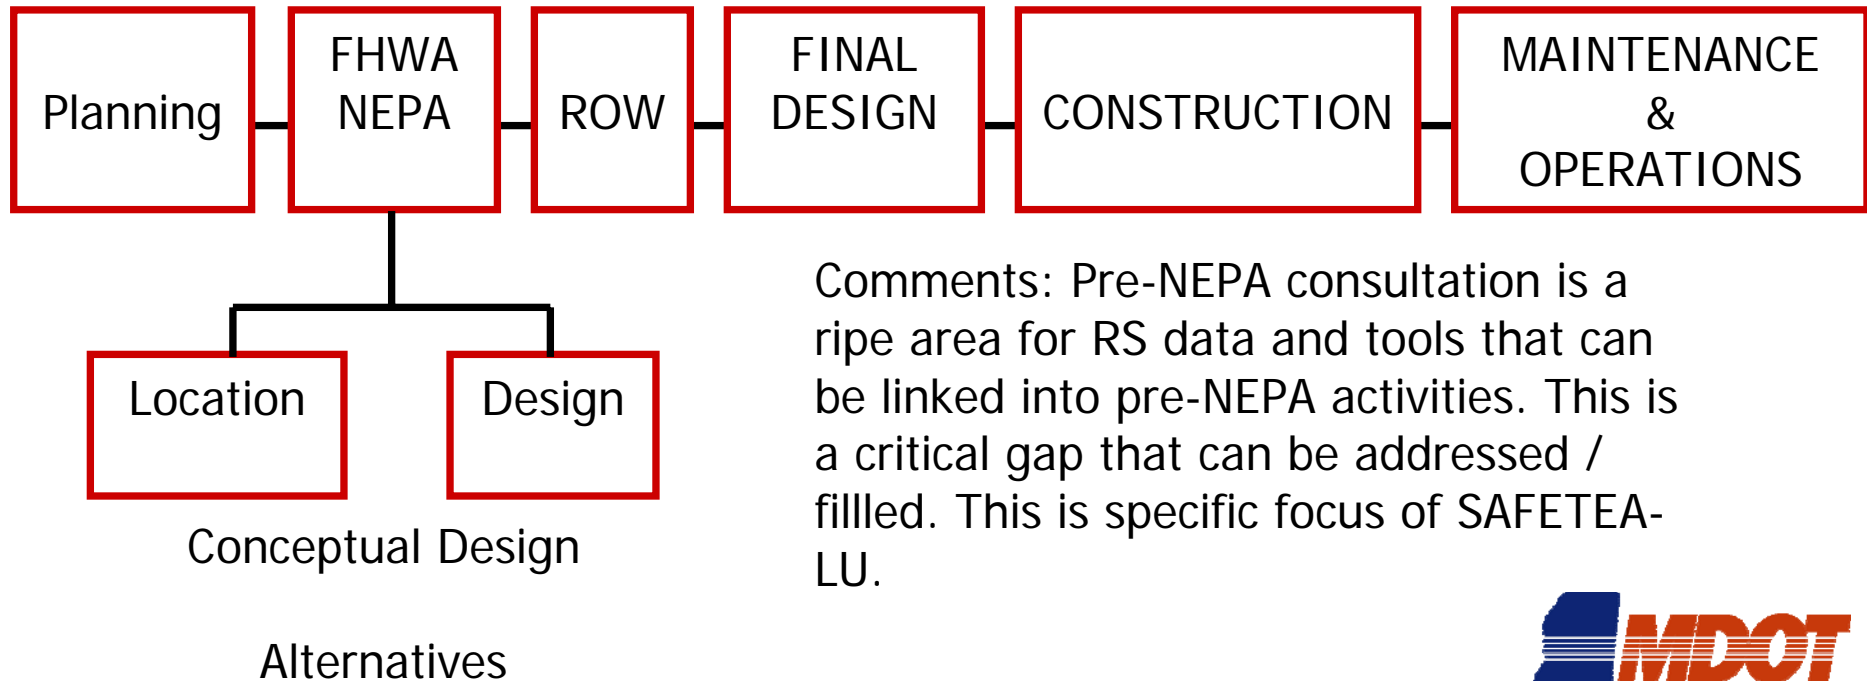 Planning
FHWA
NEPA
ROW
FINAL
DESIGN
CONSTRUCTION
MAINTENANCE
&
OPERATIONS
Location
Design
Conceptual Design
Alternatives
Comments: Pre-NEPA consultation is a
ripe area for RS data and tools that can
be linked into pre-NEPA activities. This is
a critical gap that can be addressed /
fillled. This is specific focus of SAFETEA-
LU.
MDOT